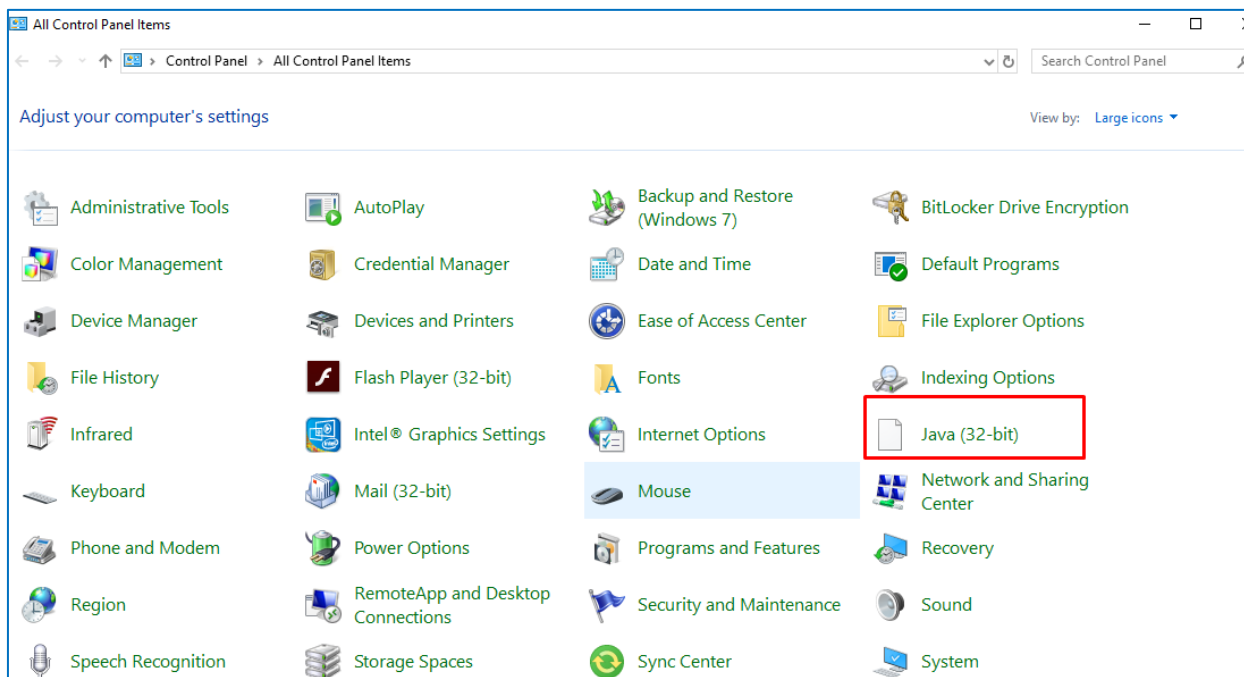 All Control Panel Items
Control Panel > All Control Panel Items
Search Control Panel
Adjust your computer's settings
View by: Large icons
Administrative Tools
AutoPlay
Backup and Restore
(Windows 7)
BitLocker Drive Encryption
Color Management
Credential Manager
Date and Time
Default Programs
Device Manager
Devices and Printers
Ease of Access Center
File Explorer Options
File History
Flash Player (32-bit)
Fonts
Indexing Options
Infrared
Intel® Graphics Settings
Internet Options
Java (32-bit)
Keyboard
Mail (32-bit)
Mouse
Network and Sharing
Center
Phone and Modem
Power Options
Programs and Features
Recovery
Region
RemoteApp and Desktop
Connections
Security and Maintenance
Sound
Speech Recognition
Storage Spaces
Sync Center
System